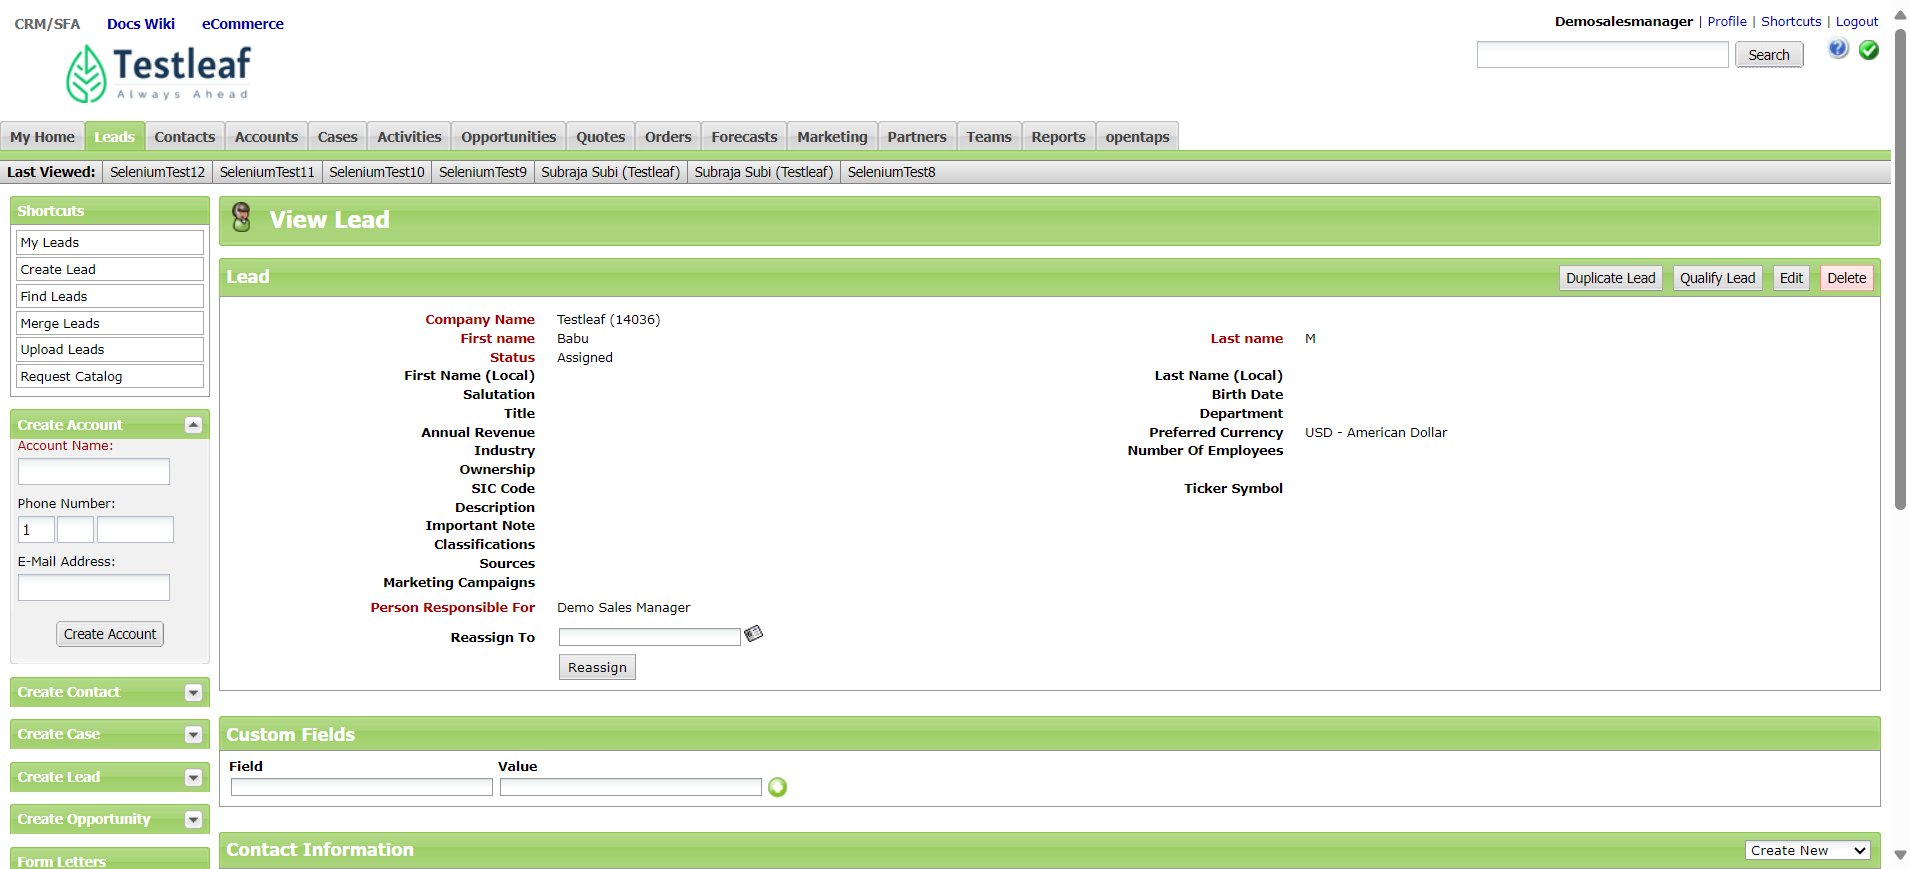 CRM/SFA Docs Wiki eCommerce
Demosalesmanager | Profile | Shortcuts | Logout
Testleaf
Always Ahead
Search
My Home Leads Contacts Accounts Cases Activities Opportunities Quotes Orders Forecasts Marketing Partners Teams Reports opentaps
Last Viewed: SeleniumTest12 SeleniumTest11 SeleniumTest10 SeleniumTest9 Subraja Subi (Testleaf) Subraja Subi (Testleaf) SeleniumTest8
Shortcuts
My Leads
Create Lead
Find Leads
Merge Leads
Upload Leads
Request Catalog
Create Account
Account Name:
Phone Number:
1
E-Mail Address:
Create Account
Create Contact
Create Case
Create Lead
Create Opportunity
Form Letters
View Lead
Lead
Duplicate Lead Qualify Lead Edit Delete
Company Name Testleaf (14036)
First name Babu Last name M
Status Assigned
First Name (Local) Last Name (Local)
Salutation Birth Date
Title Department
Annual Revenue Preferred Currency USD - American Dollar
Industry Number Of Employees
Ownership
SIC Code Ticker Symbol
Description
Important Note
Classifications
Sources
Marketing Campaigns
Person Responsible For Demo Sales Manager
Reassign To
Reassign
Custom Fields
Field Value
Contact Information
Create New